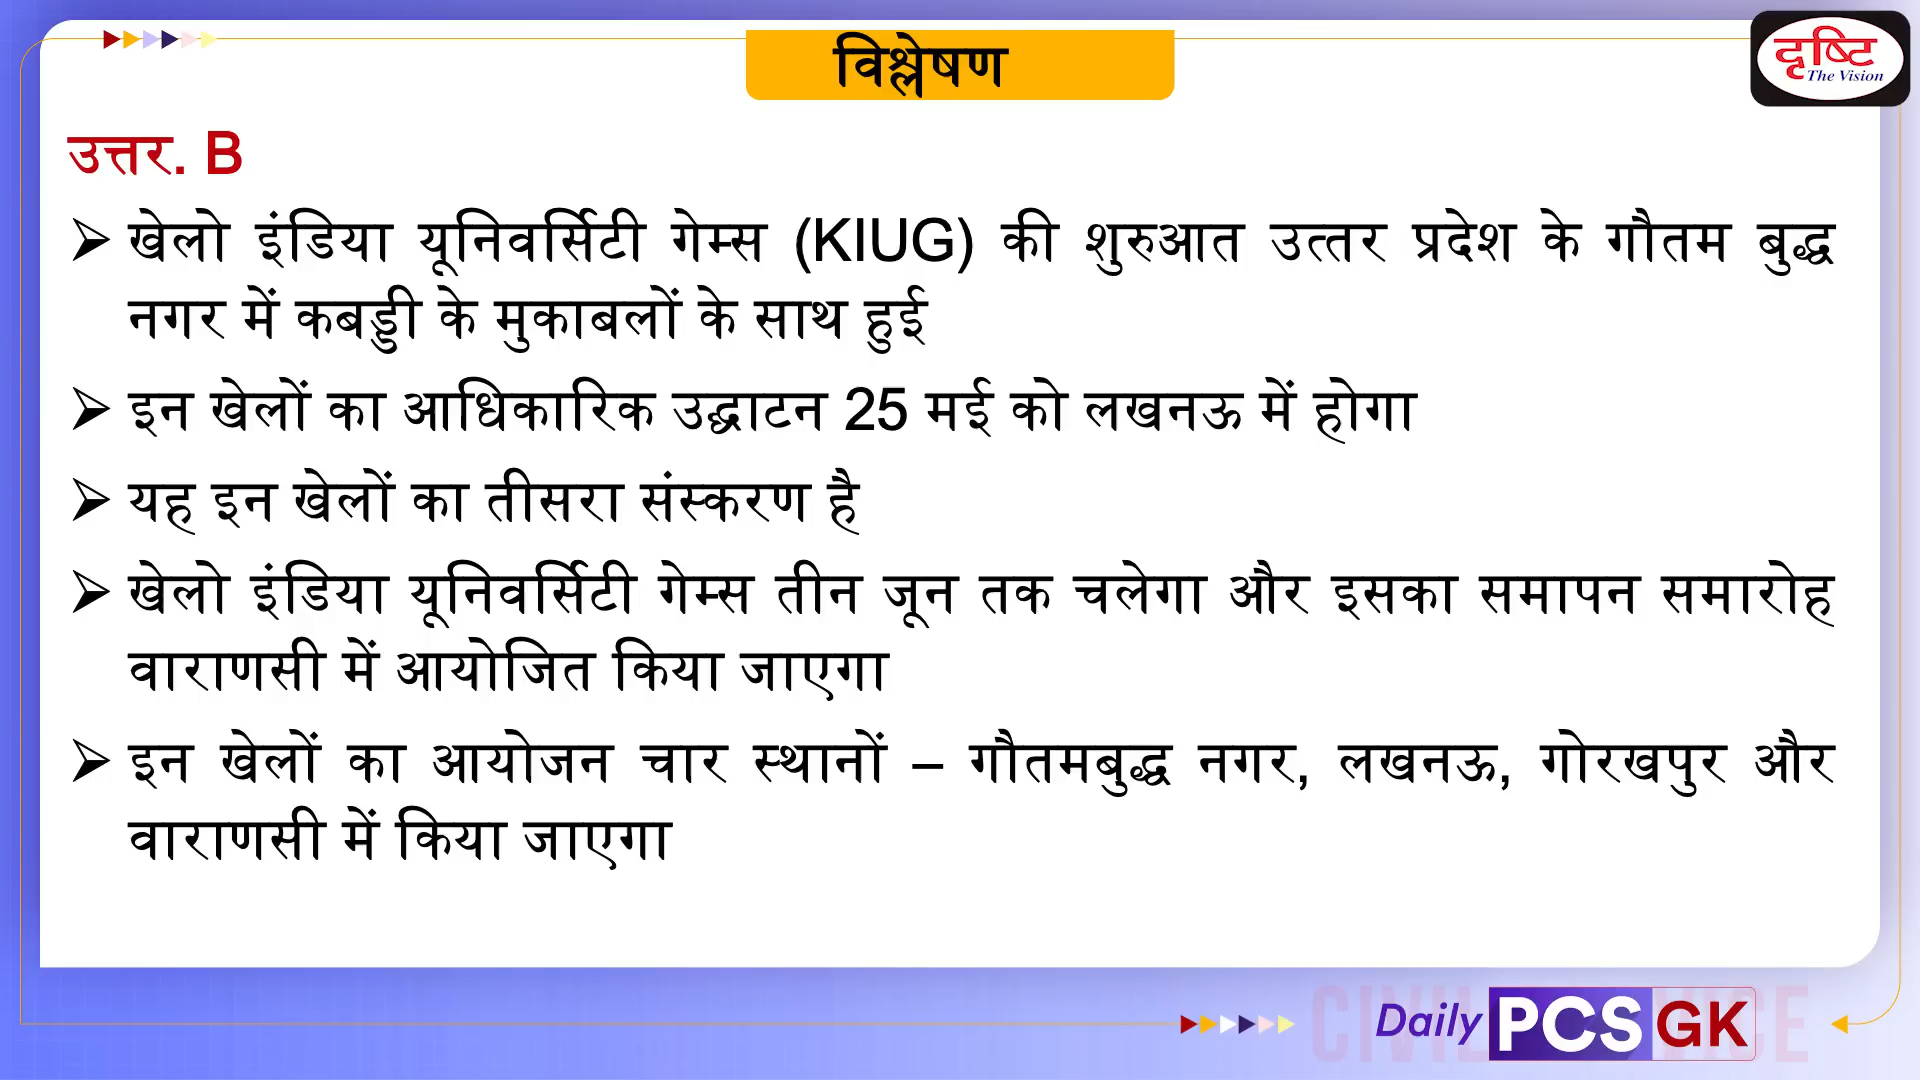 विश्लेषण
दृष्टि
The Vision
उत्तर. B
➢ खेलो इंडिया यूनिवर्सिटी गेम्स (KIUG) की शुरुआत उत्तर प्रदेश के गौतम बुद्ध
नगर में कबड्डी के मुकाबलों के साथ हुई
➢ इन खेलों का आधिकारिक उद्घाटन 25 मई को लखनऊ में होगा
➢ यह इन खेलों का तीसरा संस्करण है
➢ खेलो इंडिया यूनिवर्सिटी गेम्स तीन जून तक चलेगा और इसका समापन समारोह
वाराणसी में आयोजित किया जाएगा
➢ इन खेलों का आयोजन चार स्थानों – गौतमबुद्ध नगर, लखनऊ, गोरखपुर और
वाराणसी में किया जाएगा
Daily PCS GK